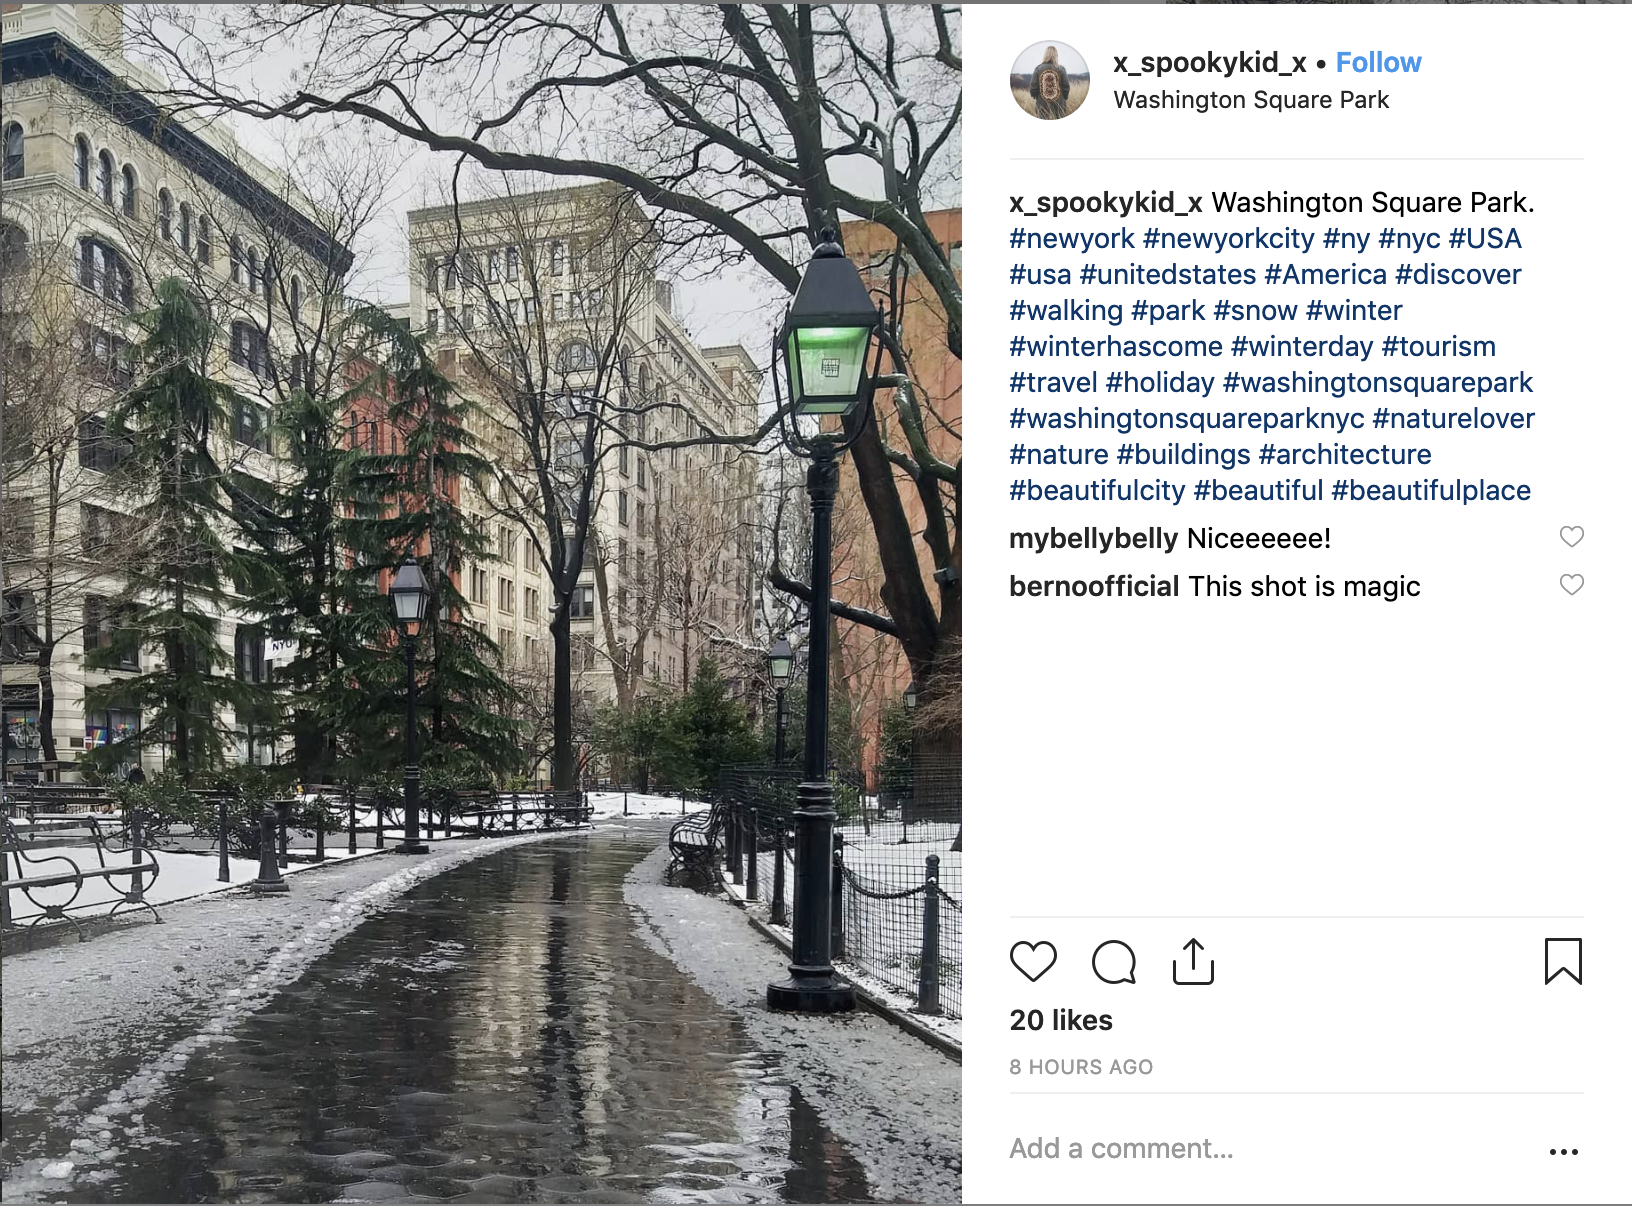 x_spookykid_x • Follow
Washington Square Park
x_spookykid_x Washington Square Park.
#newyork #newyorkcity #ny #nyc #USA
#usa #unitedstates #America #discover
#walking #park #snow #winter
#winterhascome #winterday #tourism
#travel #holiday #washingtonsquarepark
#washingtonsquareparknyc #naturelover
#nature #buildings #architecture
#beautifulcity #beautiful #beautifulplace
mybellybelly Niceeeeee!
bernoofficial This shot is magic
NYU
20 likes
8 HOURS AGO
Add a comment...